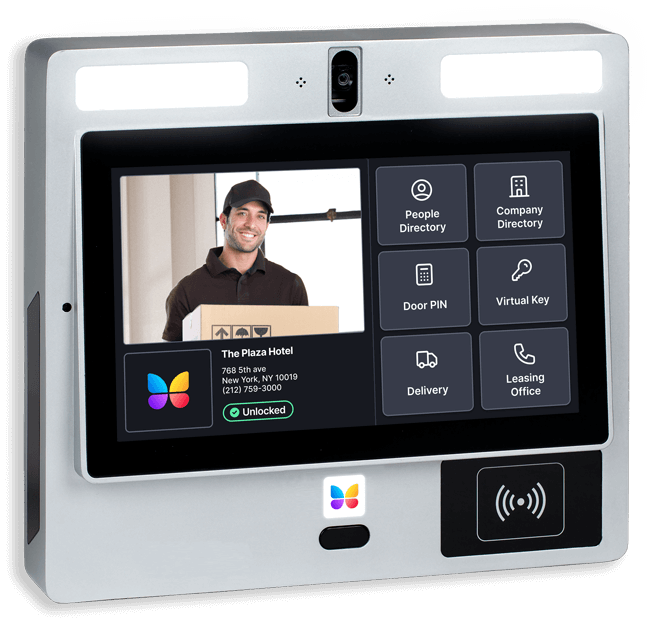 People
Directory
Company
Directory
Door PIN
Virtual Key
Delivery
Leasing
Office
The Plaza Hotel
768 5th ave
New York, NY 10019
(212) 759-3000
Unlocked